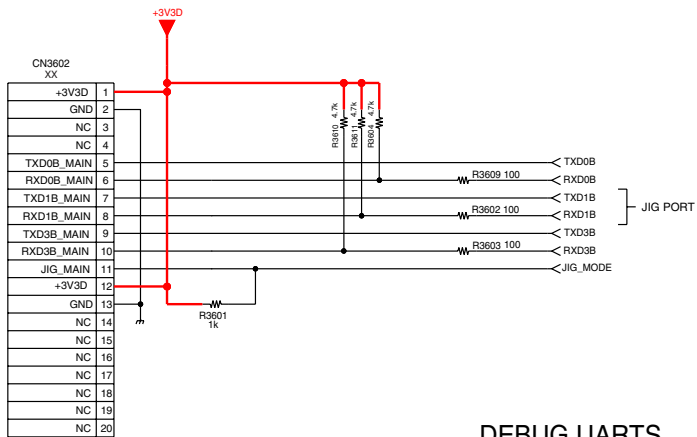 +3V3D
CN3602
XX
+3V3D 1
GND 2
NC 3
NC 4
TXD0B_MAIN 5
RXD0B_MAIN 6
TXD1B_MAIN 7
RXD1B_MAIN 8
TXD3B_MAIN 9
RXD3B_MAIN 10
JIG_MAIN 11
+3V3D 12
GND 13
NC 14
NC 15
NC 16
NC 17
NC 18
NC 19
NC 20
R3610 4.7k
R3611 4.7k
R3604 4.7k
TXD0B
R3609 100 RXD0B
TXD1B
R3602 100 RXD1B
JIG PORT
TXD3B
R3603 100 RXD3B
JIG_MODE
R3601
1k
DEBUG UARTS